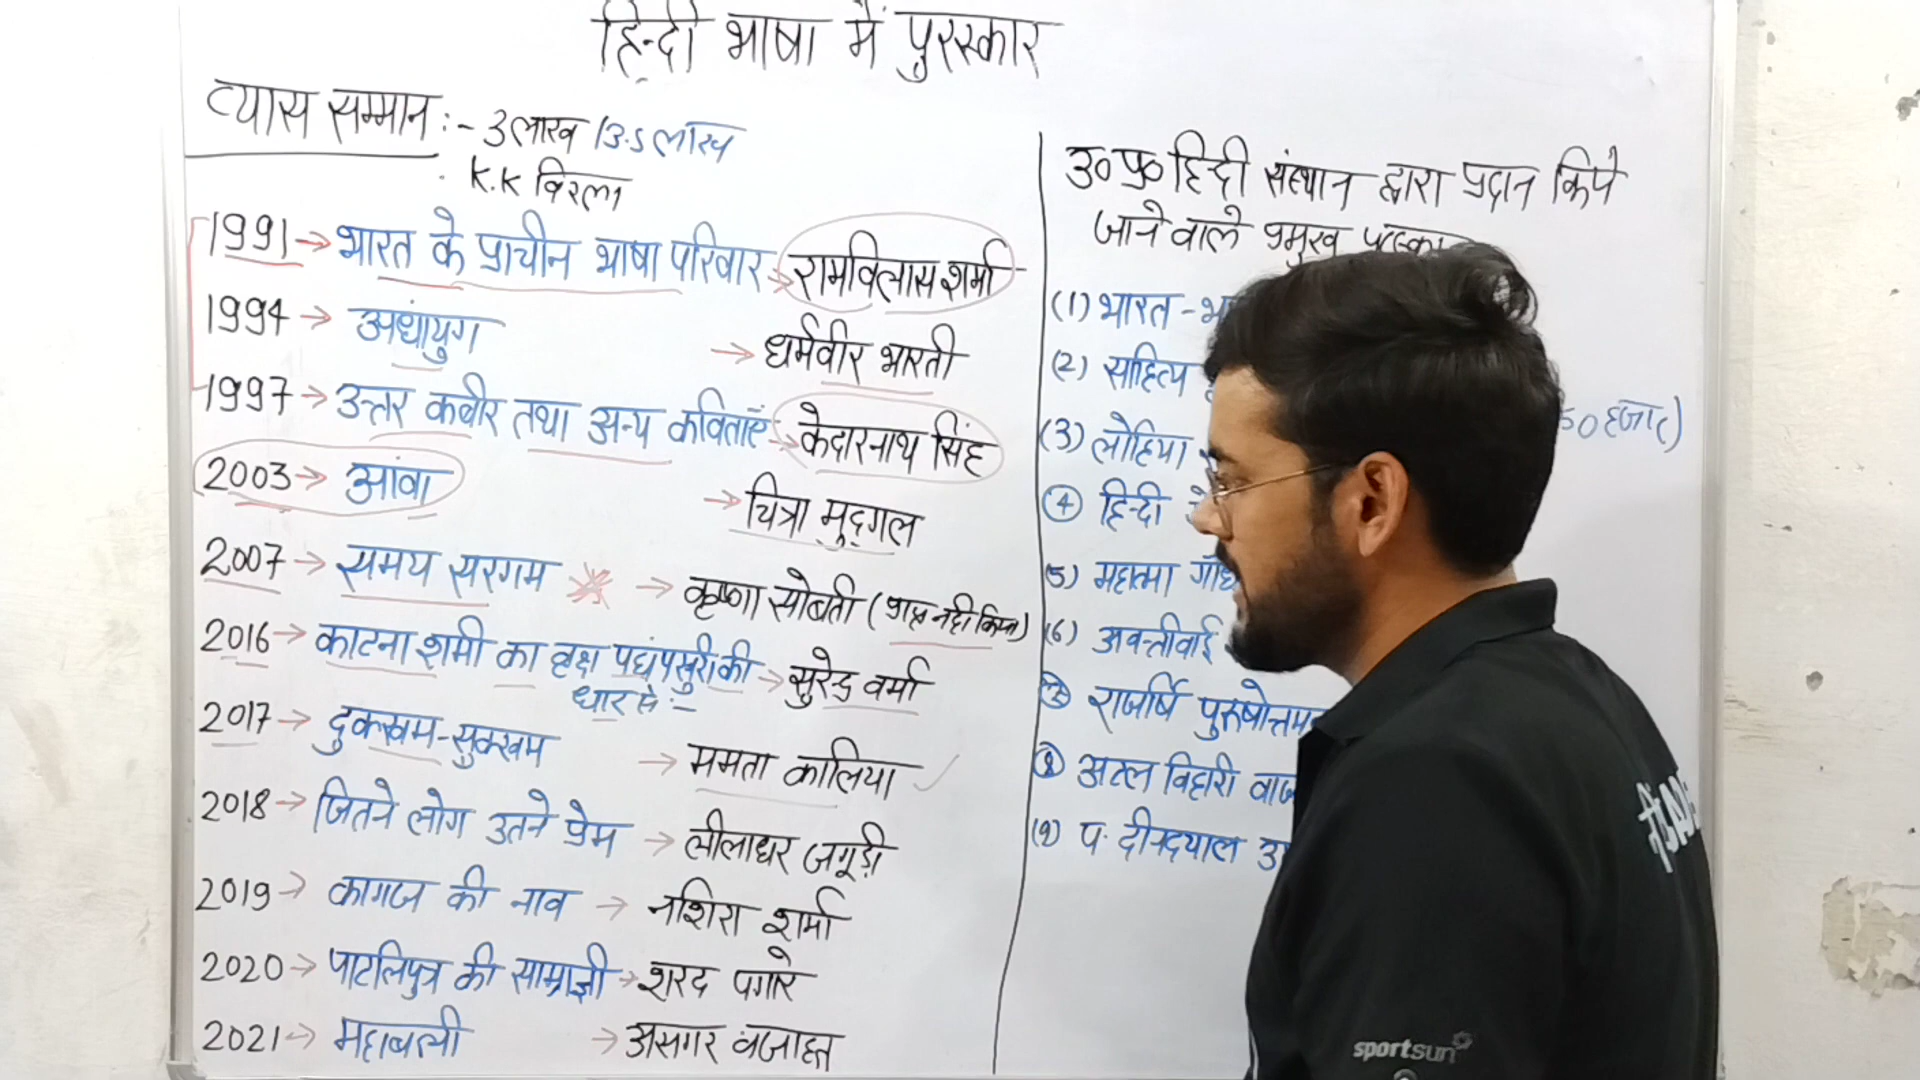 हिन्दी भाषा में पुरस्कार
व्यास सम्मान :- 3लाख /3.5 लाख
K.K बिरला
1991→ भारत के प्राचीन भाषा परिवार → रामविलास शर्मा
1994 → अंधायुग → धर्मवीर भारती
1997 → उत्तर कबीर तथा अन्य कविताएँ → केदारनाथ सिंह
2003 → आंवा → चित्रा मुद्गल
2007 → समय सरगम → कृष्णा सोबती (प्राप्त नहीं किया)
2016 → काटना शमी का वृक्ष पद्यंपखुरी की → सुरेन्द्र वर्मा
धार से :-
2017 → दुक्खम-सुक्खम → ममता कालिया
2018 → जितने लोग उतने प्रेम → लीलाधर जगूड़ी
2019 → कागज की नाव → नशिरा शर्मा
2020 → पाटलिपुत्र की साम्राज्ञी → शरद पगारे
2021 → महाबली → असगर वजाहत
उ० प्र० हिन्दी संस्थान द्वारा प्रदान किये
जाने वाले प्रमुख
(1) भारत -
(2) साहित्य
(3) लोहिया 50 हजार)
(4) हिन्दी
(5) महात्मा
(6) अवन्तीबाई
(7) राजर्षि पुरूषोत्तम
(8) अटल बिहारी
(9) प. दीनदयाल
sportsun